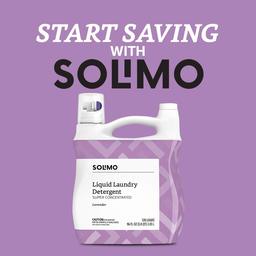 START SAVING
WITH
SOLIMO
SOLIMO
Liquid Laundry
Detergent
SUPER CONCENTRATED
Lavender
CAUTION: